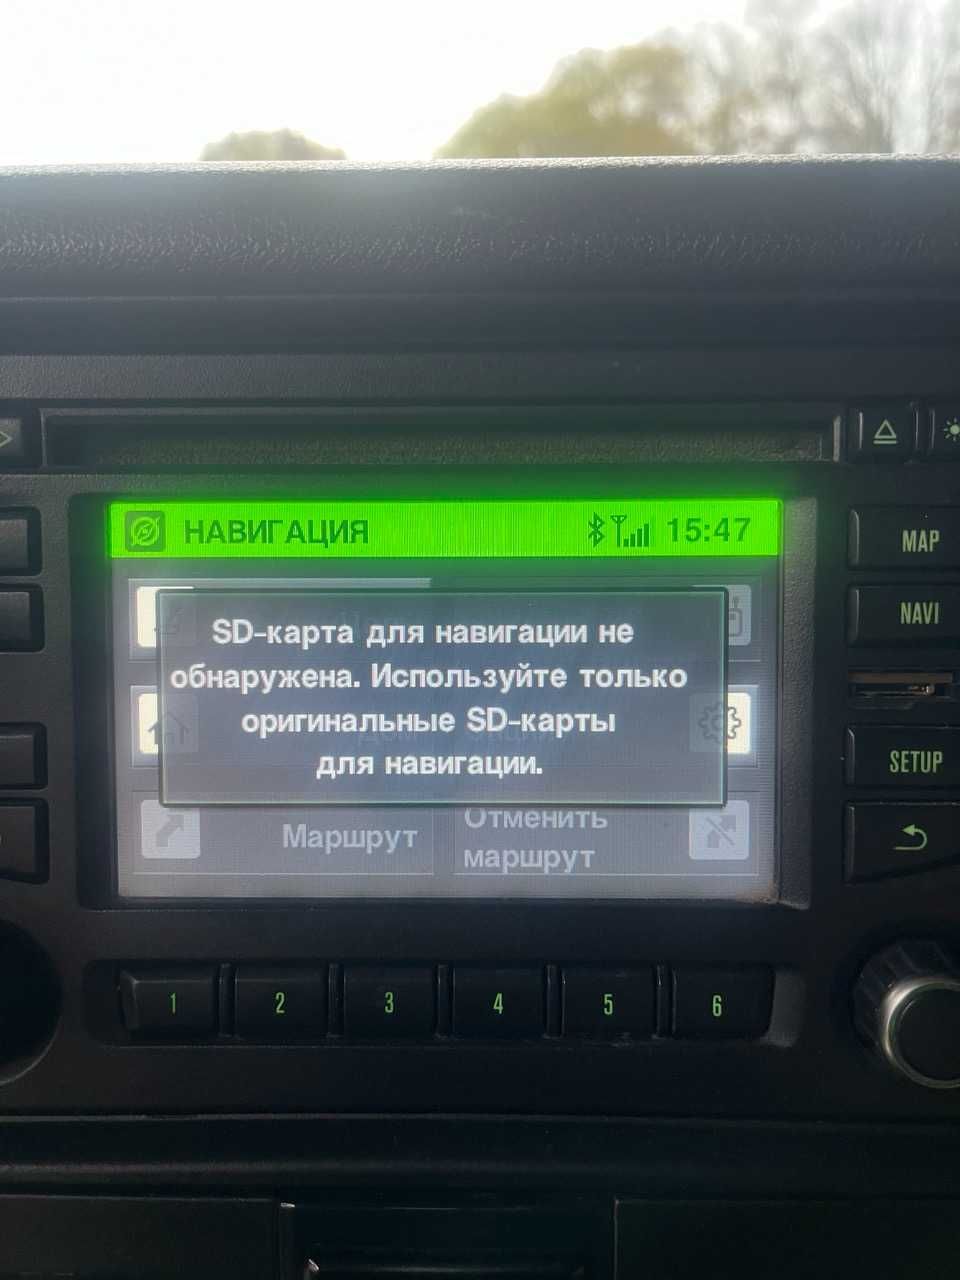 НАВИГАЦИЯ 15:47
SD-карта для навигации не
обнаружена. Используйте только
оригинальные SD-карты
для навигации.
Маршрут
Отменить
маршрут
MAP
NAVI
SETUP
1 2 3 4 5 6